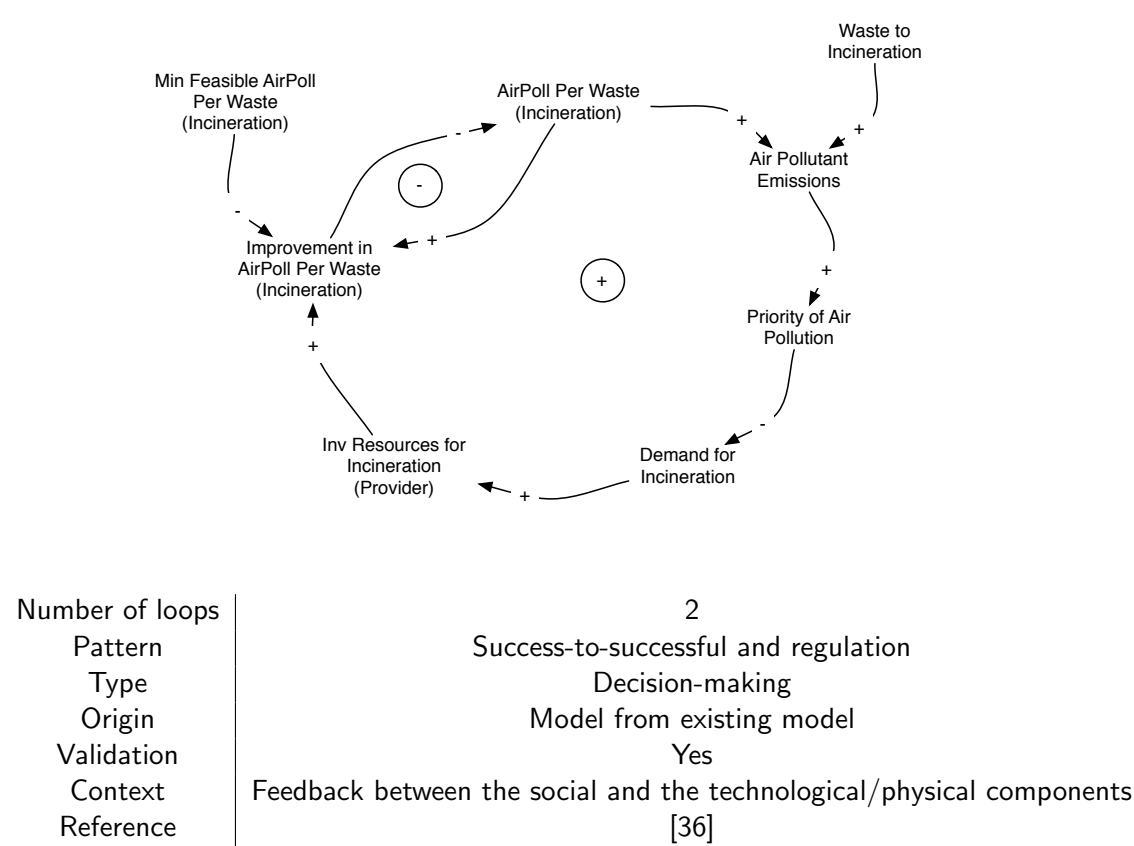 Waste to
Incineration
Min Feasible AirPoll
Per Waste
(Incineration)
AirPoll Per Waste
(Incineration)
+
+
-
Air Pollutant
Emissions
-
-
+
Improvement in
AirPoll Per Waste
(Incineration)
+
+
Priority of Air
Pollution
+
-
Inv Resources for
Incineration
(Provider)
Demand for
Incineration
+
Number of loops 2
Pattern Success-to-successful and regulation
Type Decision-making
Origin Model from existing model
Validation Yes
Context Feedback between the social and the technological/physical components
Reference [36]